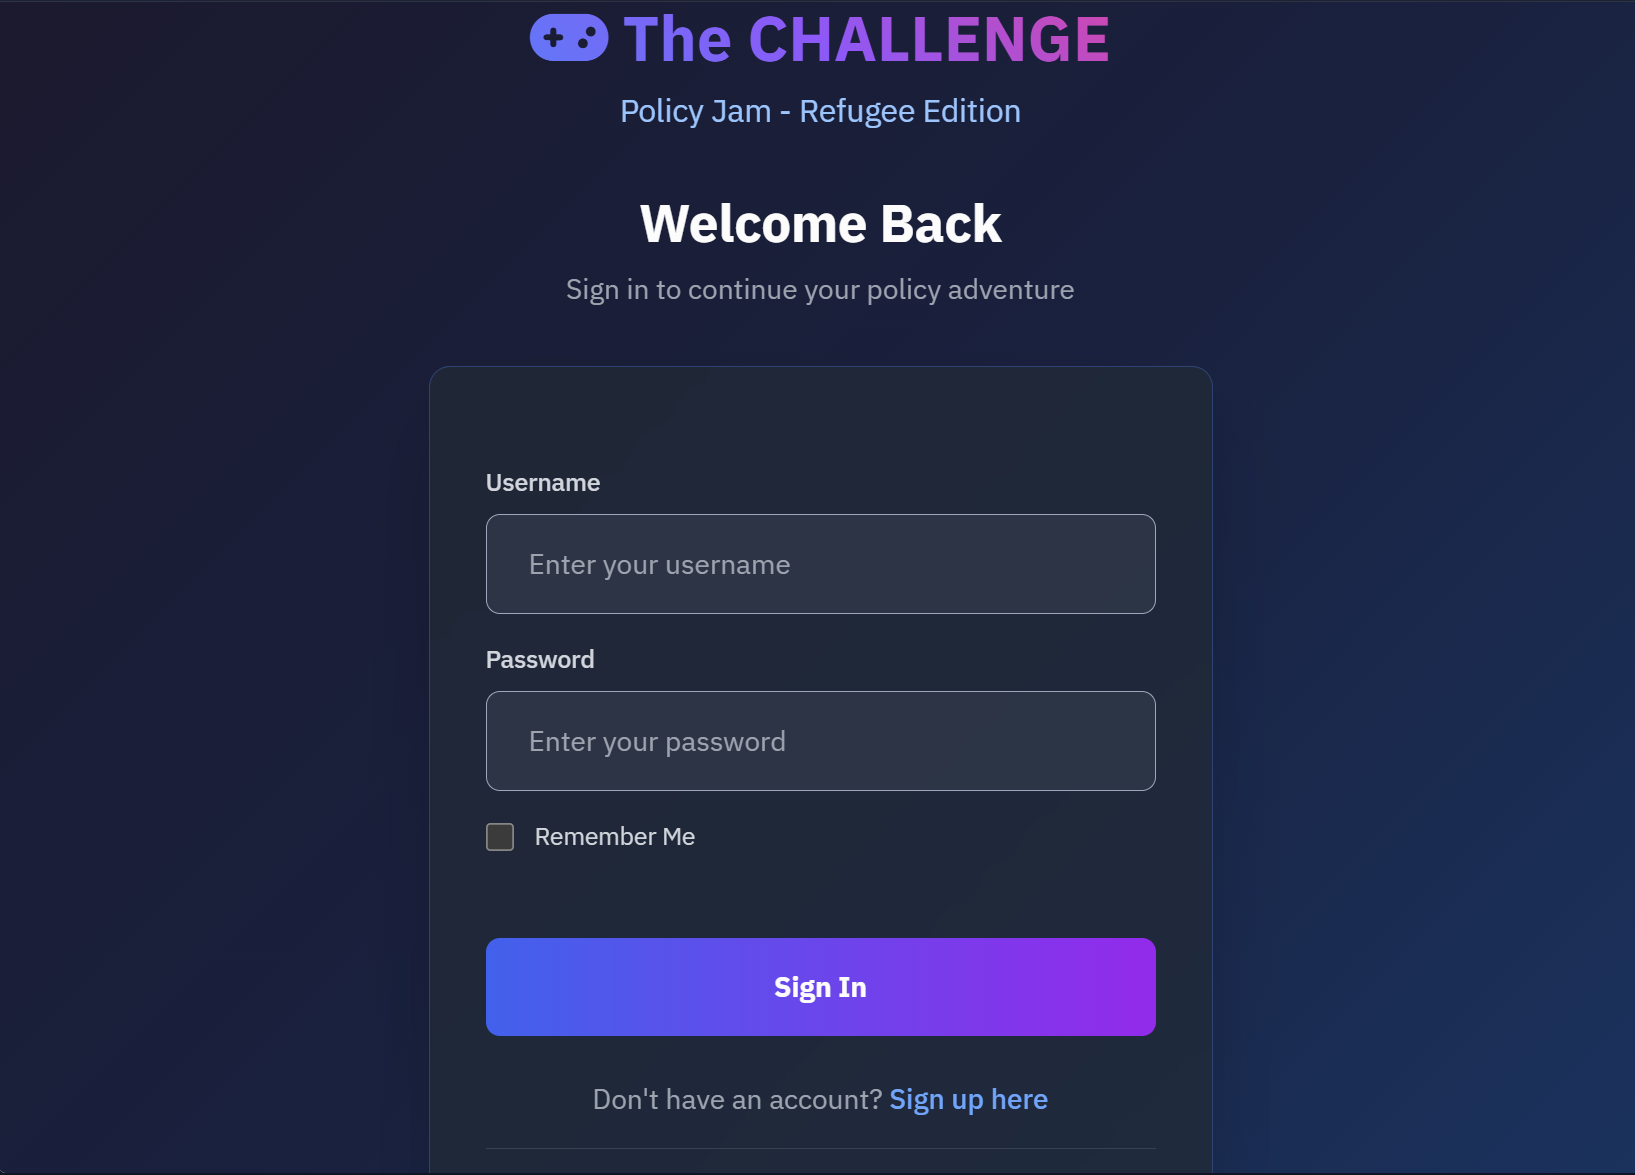 The CHALLENGE
Policy Jam - Refugee Edition
Welcome Back
Sign in to continue your policy adventure
Username
Enter your username
Password
Enter your password
Remember Me
Sign In
Don't have an account? Sign up here